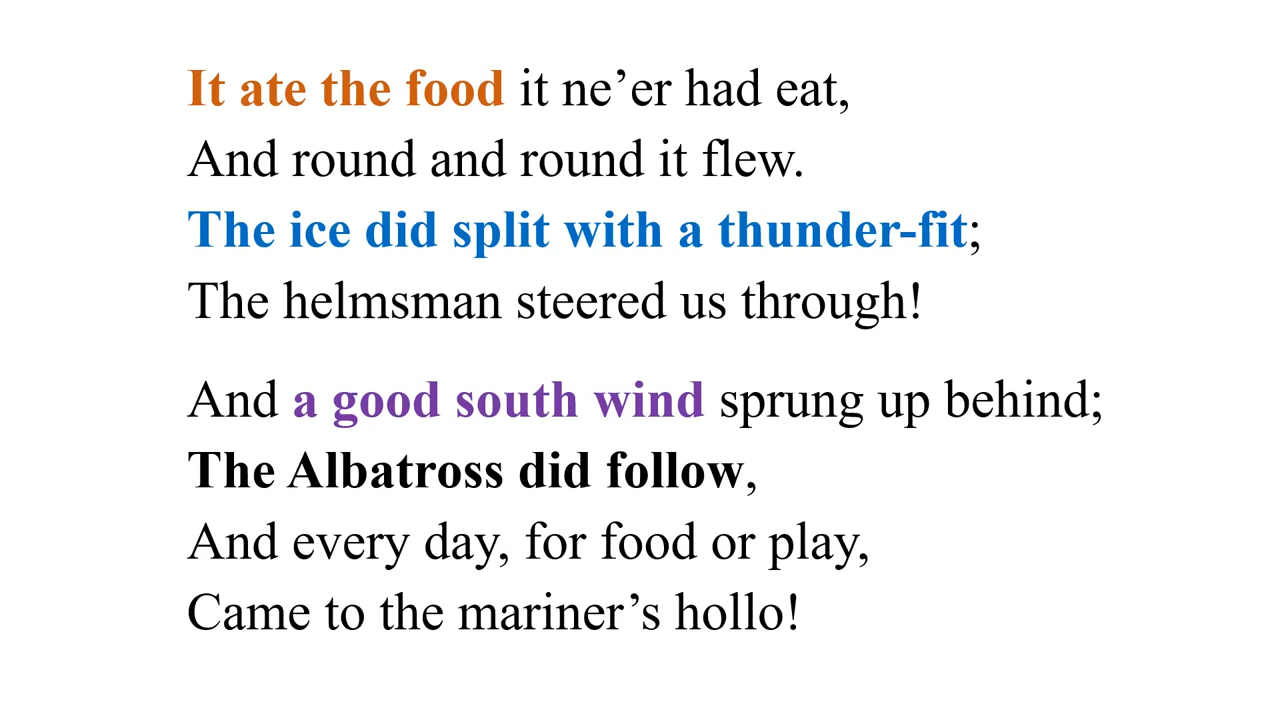 It ate the food it ne’er had eat,
And round and round it flew.
The ice did split with a thunder-fit;
The helmsman steered us through!
And a good south wind sprung up behind;
The Albatross did follow,
And every day, for food or play,
Came to the mariner’s hollo!